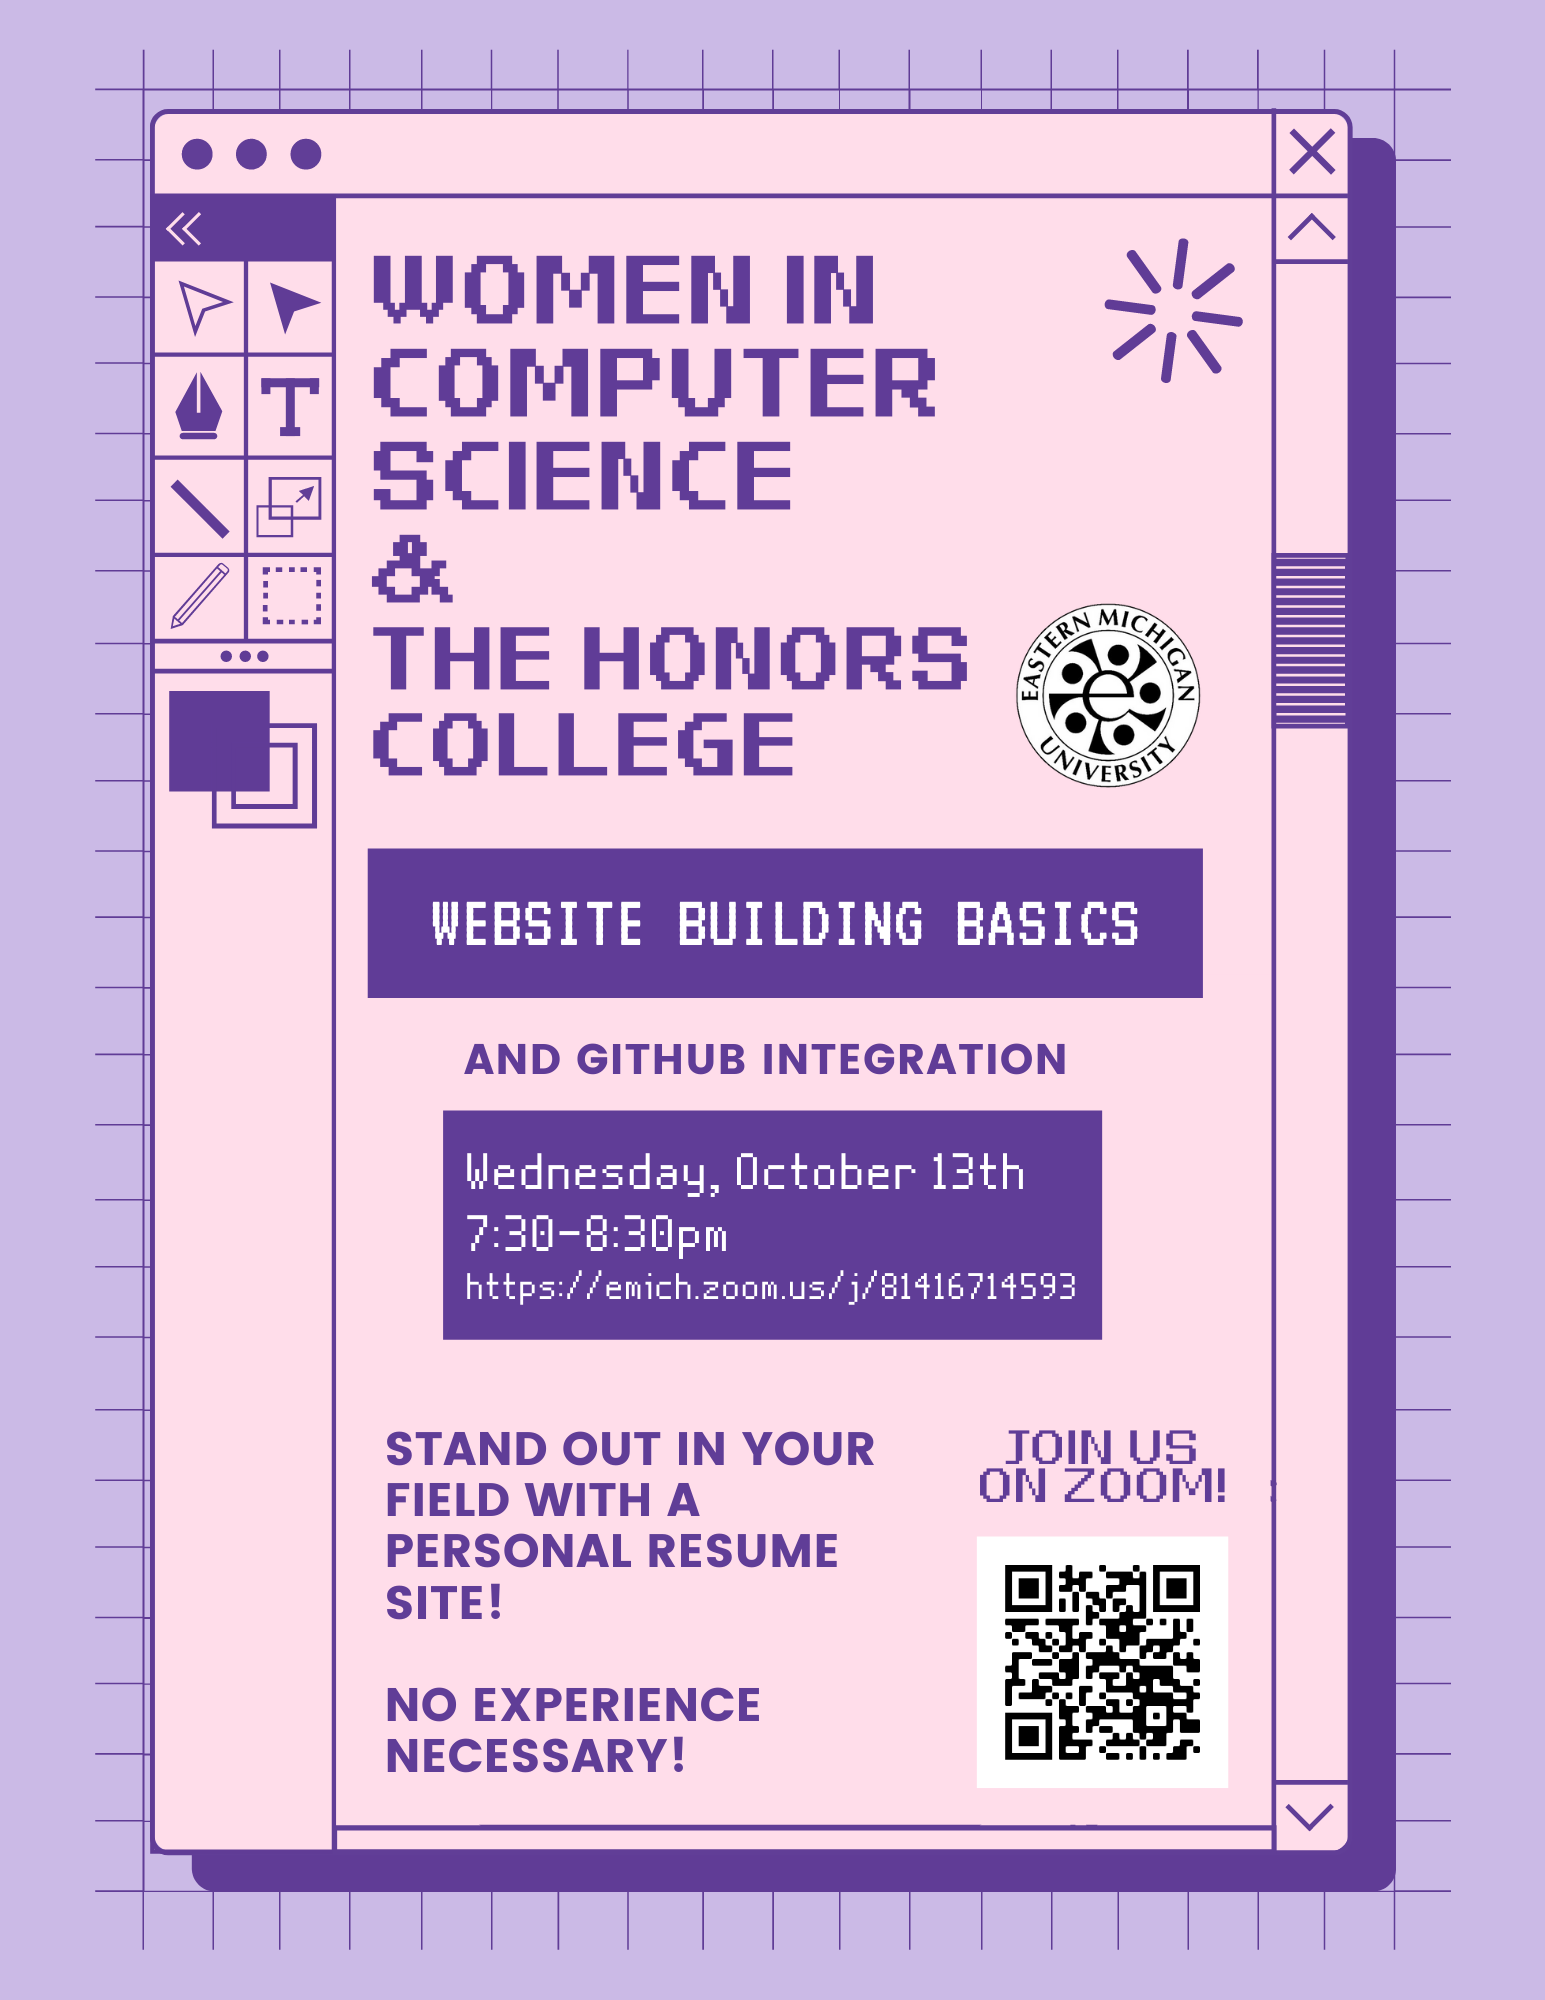 WOMEN IN
COMPUTER
SCIENCE
&
THE HONORS
COLLEGE
EASTERN MICHIGAN
UNIVERSITY
e
WEBSITE BUILDING BASICS
AND GITHUB INTEGRATION
Wednesday, October 13th
7:30-8:30pm
https://emich.zoom.us/j/81416714593
STAND OUT IN YOUR
FIELD WITH A
PERSONAL RESUME
SITE!
NO EXPERIENCE
NECESSARY!
JOIN US
ON ZOOM!
T